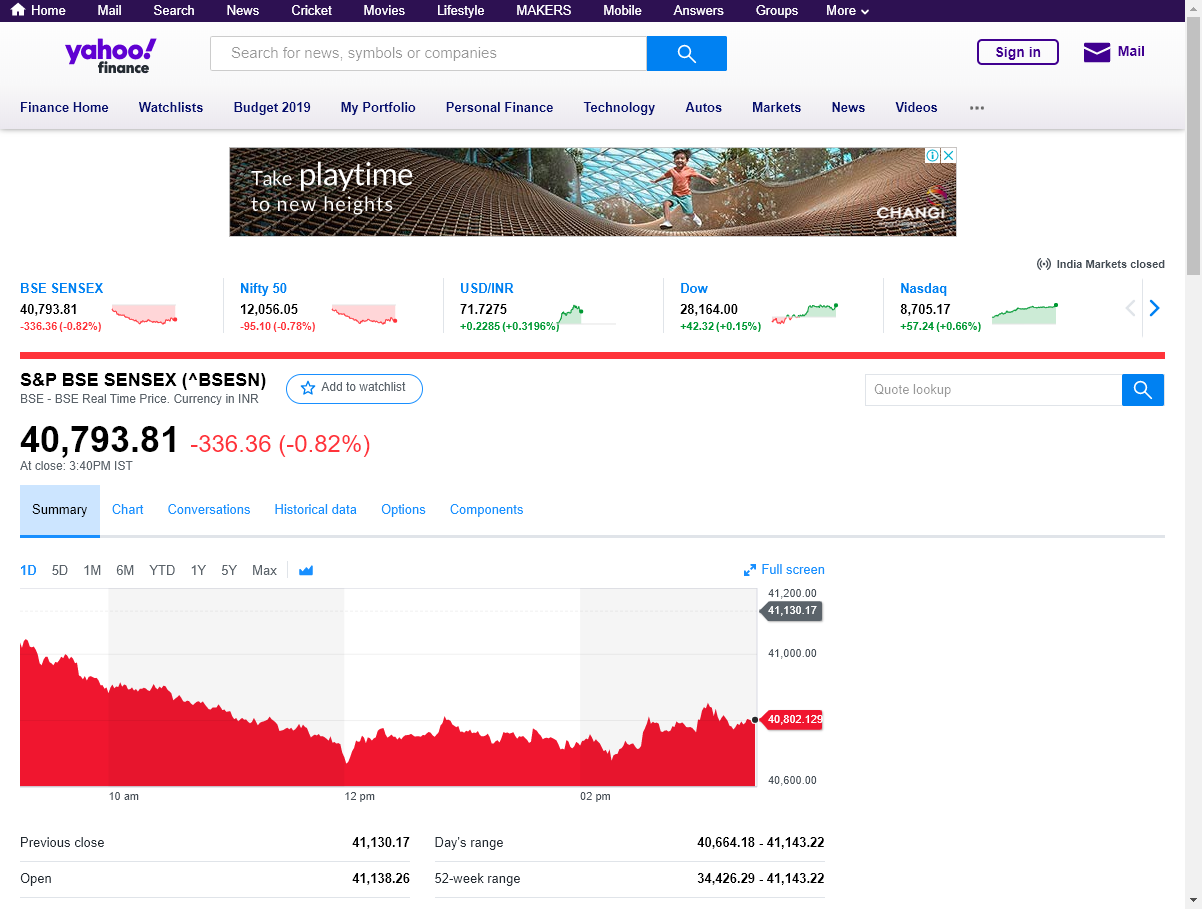 Home Mail Search News Cricket Movies Lifestyle MAKERS Mobile Answers Groups More
yahoo!
finance
Search for news, symbols or companies
Sign in
Mail
Finance Home Watchlists Budget 2019 My Portfolio Personal Finance Technology Autos Markets News Videos ...
Take playtime
to new heights
CHANGI
India Markets closed
BSE SENSEX
40,793.81
-336.36 (-0.82%)
Nifty 50
12,056.05
-95.10 (-0.78%)
USD/INR
71.7275
+0.2285 (+0.3196%)
Dow
28,164.00
+42.32 (+0.15%)
Nasdaq
8,705.17
+57.24 (+0.66%)
S&P BSE SENSEX (^BSESN)
BSE - BSE Real Time Price. Currency in INR
Add to watchlist
Quote lookup
40,793.81 -336.36 (-0.82%)
At close: 3:40PM IST
Summary Chart Conversations Historical data Options Components
1D 5D 1M 6M YTD 1Y 5Y Max
Full screen
41,200.00
41,130.17
41,000.00
40,802.129
40,600.00
10 am 12 pm 02 pm
Previous close 41,130.17
Day's range 40,664.18 - 41,143.22
Open 41,138.26
52-week range 34,426.29 - 41,143.22